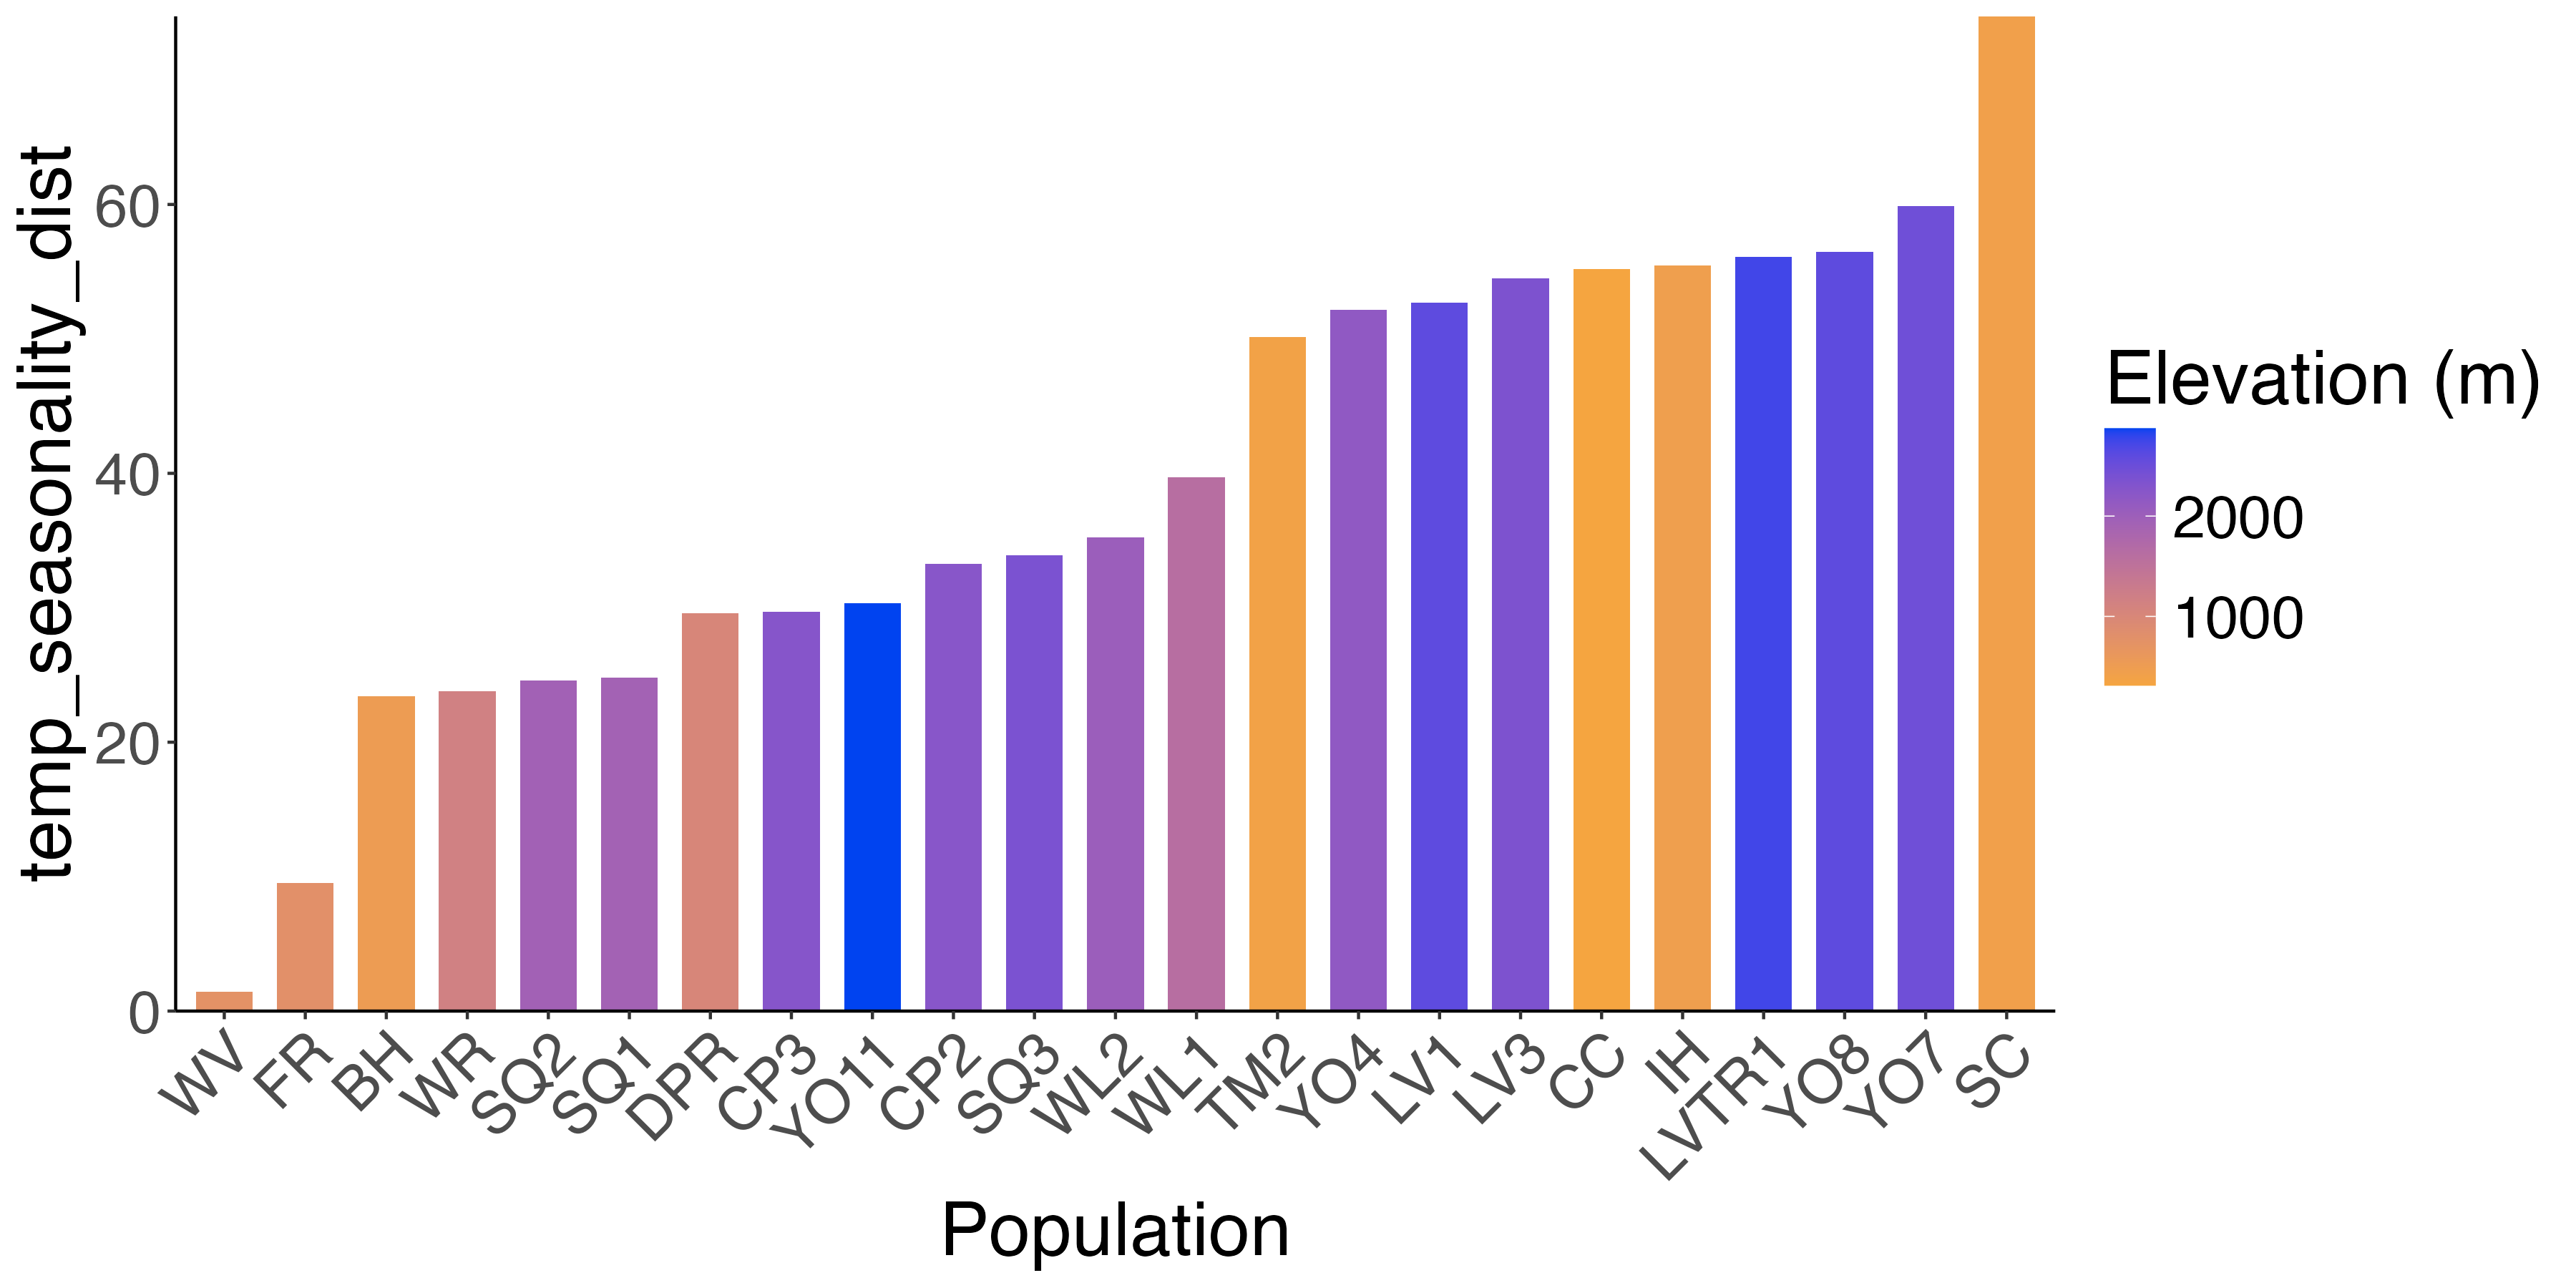 temp_seasonality_dist
60
40
20
0
WV
FR
BH
WR
SQ2
SQ1
DPR
CP3
YO11
CP2
SQ3
WL2
WL1
TM2
YO4
LV1
LV3
CC
IH
LVTR1
YO8
YO7
SC
Population
Elevation (m)
2000
1000